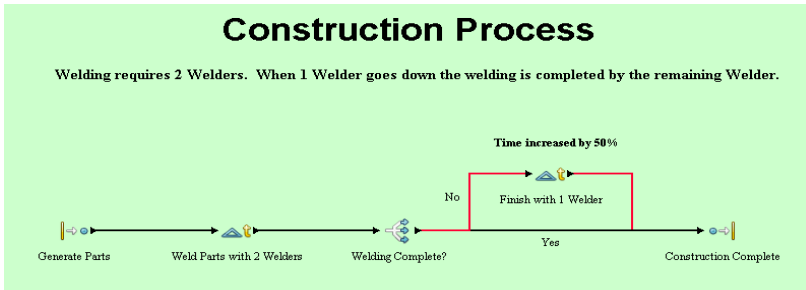 Construction Process
Welding requires 2 Welders.  When 1 Welder goes down the welding is completed by the remaining Welder.
Time increased by 50%
No
Finish with 1 Welder
Yes
Generate Parts
Weld Parts with 2 Welders
Welding Complete?
Construction Complete